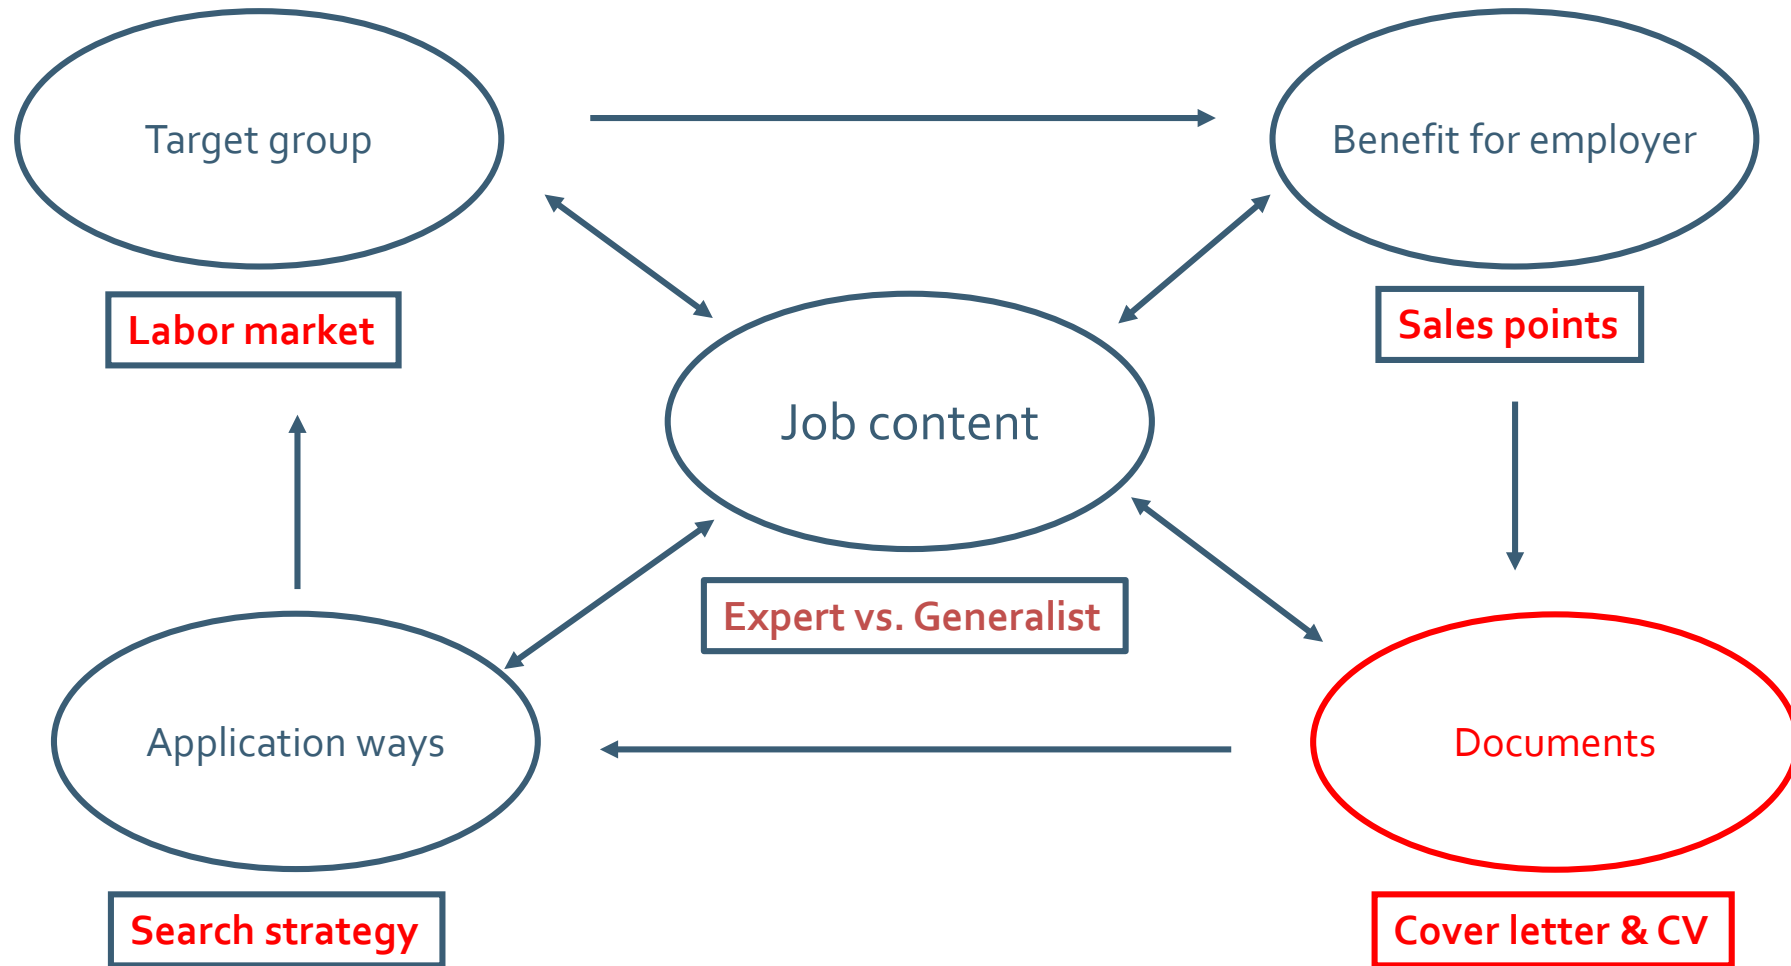 Target group
Benefit for employer
Labor market
Sales points
Job content
Expert vs. Generalist
Application ways
Documents
Search strategy
Cover letter & CV